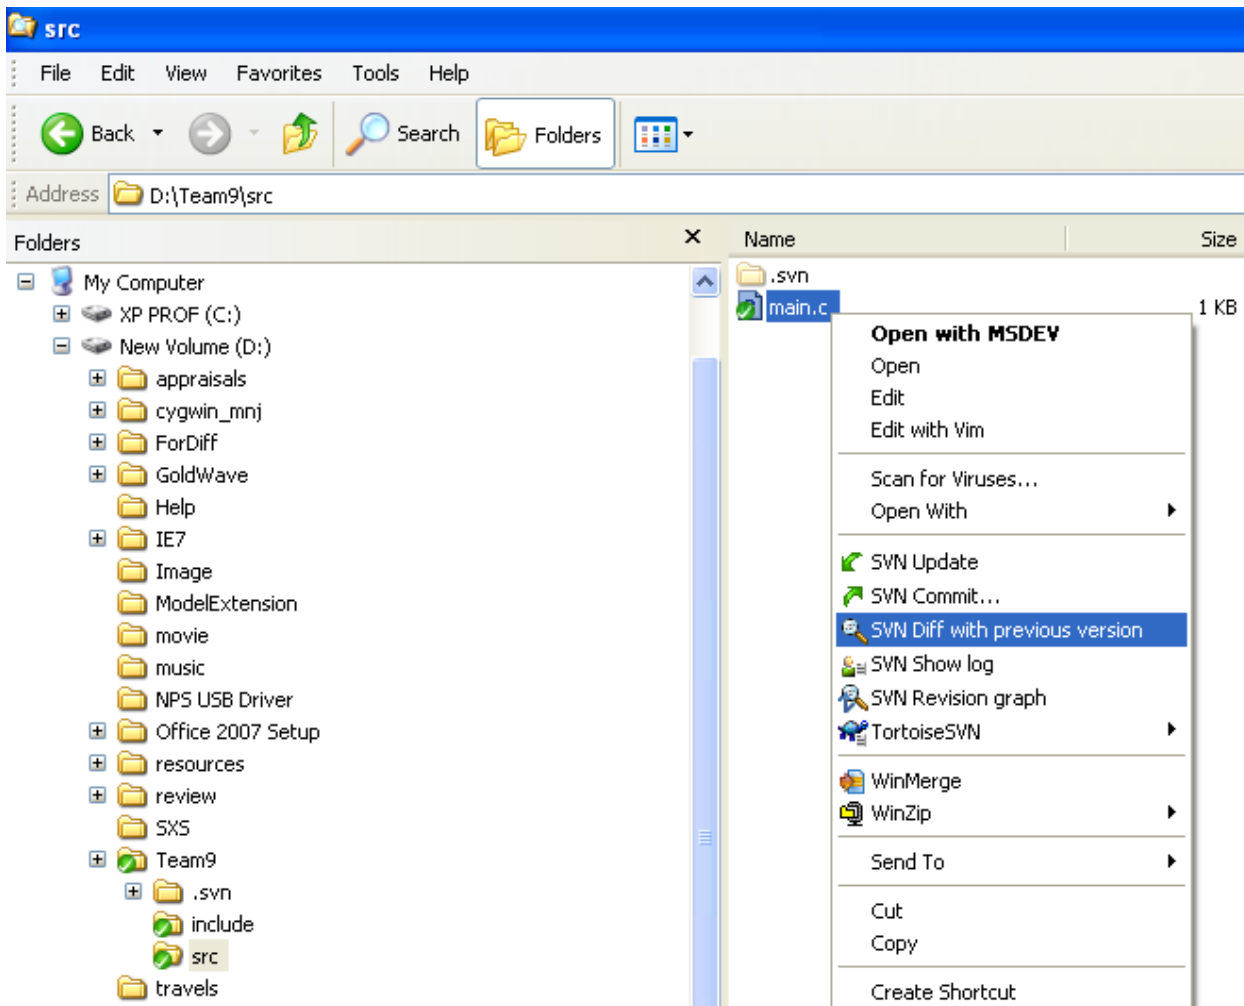 src
File Edit View Favorites Tools Help
Back Search Folders
Address D:\Team9\src
Folders
My Computer
XP PROF (C:)
New Volume (D:)
appraisals
cygwin_mnj
ForDiff
GoldWave
Help
IE7
Image
ModelExtension
movie
music
NPS USB Driver
Office 2007 Setup
resources
review
SXS
Team9
.svn
include
src
travels
Name Size
.svn
main.c 1 KB
Open with MSDEV
Open
Edit
Edit with Vim
Scan for Viruses...
Open With
SVN Update
SVN Commit...
SVN Diff with previous version
SVN Show log
SVN Revision graph
TortoiseSVN
WinMerge
WinZip
Send To
Cut
Copy
Create Shortcut